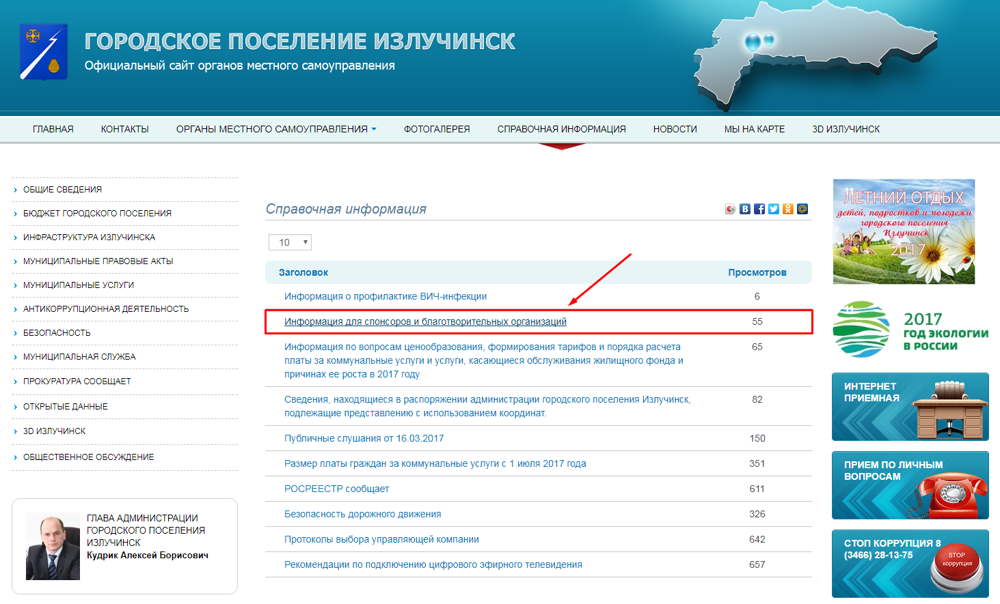 ГОРОДСКОЕ ПОСЕЛЕНИЕ ИЗЛУЧИНСК
Официальный сайт органов местного самоуправления
ГЛАВНАЯ КОНТАКТЫ ОРГАНЫ МЕСТНОГО САМОУПРАВЛЕНИЯ ФОТОГАЛЕРЕЯ СПРАВОЧНАЯ ИНФОРМАЦИЯ НОВОСТИ МЫ НА КАРТЕ 3D ИЗЛУЧИНСК
ОБЩИЕ СВЕДЕНИЯ
БЮДЖЕТ ГОРОДСКОГО ПОСЕЛЕНИЯ
ИНФРАСТРУКТУРА ИЗЛУЧИНСКА
МУНИЦИПАЛЬНЫЕ ПРАВОВЫЕ АКТЫ
МУНИЦИПАЛЬНЫЕ УСЛУГИ
АНТИКОРРУПЦИОННАЯ ДЕЯТЕЛЬНОСТЬ
БЕЗОПАСНОСТЬ
МУНИЦИПАЛЬНАЯ СЛУЖБА
ПРОКУРАТУРА СООБЩАЕТ
ОТКРЫТЫЕ ДАННЫЕ
3D ИЗЛУЧИНСК
ОБЩЕСТВЕННОЕ ОБСУЖДЕНИЕ
ГЛАВА АДМИНИСТРАЦИИ
ГОРОДСКОГО ПОСЕЛЕНИЯ
ИЗЛУЧИНСК
Кудрик Алексей Борисович
Справочная информация
10
Заголовок Просмотров
Информация о профилактике ВИЧ-инфекции 6
Информация для спонсоров и благотворительных организаций 55
Информация по вопросам ценообразования, формирования тарифов и порядка расчета 65
платы за коммунальные услуги и услуги, касающиеся обслуживания жилищного фонда и
причинах ее роста в 2017 году
Сведения, находящиеся в распоряжении администрации городского поселения Излучинск, 82
подлежащие представлению с использованием координат.
Публичные слушания от 16.03.2017 150
Размер платы граждан за коммунальные услуги с 1 июля 2017 года 351
РОСРЕЕСТР сообщает 611
Безопасность дорожного движения 326
Протоколы выбора управляющей компании 642
Рекомендации по подключению цифрового эфирного телевидения 657
11
ЛЕТНИЙ ОТДЫХ
детей, подростков и молодежи
городского поселения
Излучинск
2017
11
2017
ГОД ЭКОЛОГИИ
В РОССИИ
ИНТЕРНЕТ
ПРИЕМНАЯ
ПРИЕМ ПО ЛИЧНЫМ
ВОПРОСАМ
СТОП КОРРУПЦИЯ 8
(3466) 28-13-75
STOP
коррупция